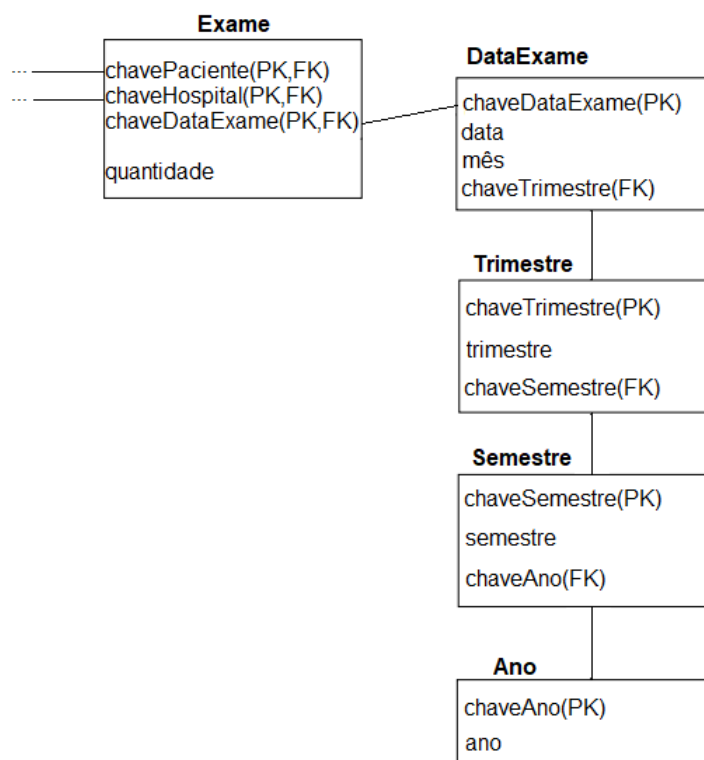 Exame
... chavePaciente(PK,FK)
... chaveHospital(PK,FK)
chaveDataExame(PK,FK)
quantidade
DataExame
chaveDataExame(PK)
data
mês
chaveTrimestre(FK)
Trimestre
chaveTrimestre(PK)
trimestre
chaveSemestre(FK)
Semestre
chaveSemestre(PK)
semestre
chaveAno(FK)
Ano
chaveAno(PK)
ano